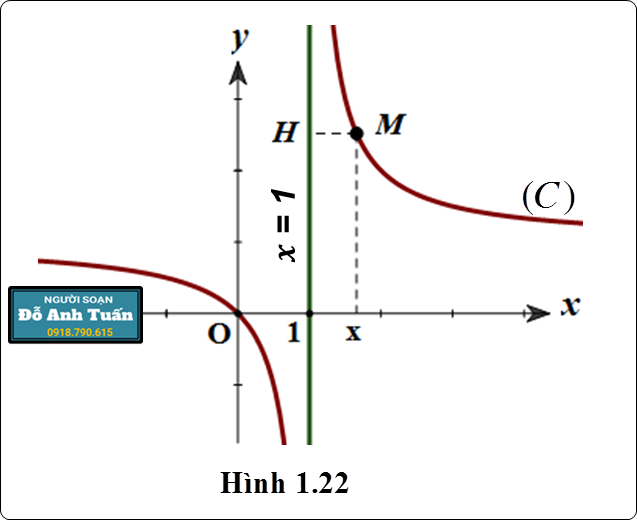 y
H
M
x = 1
(C)
NGƯỜI SOẠN
Đỗ Anh Tuấn
0918.790.615
O
1
x
x
Hình 1.22